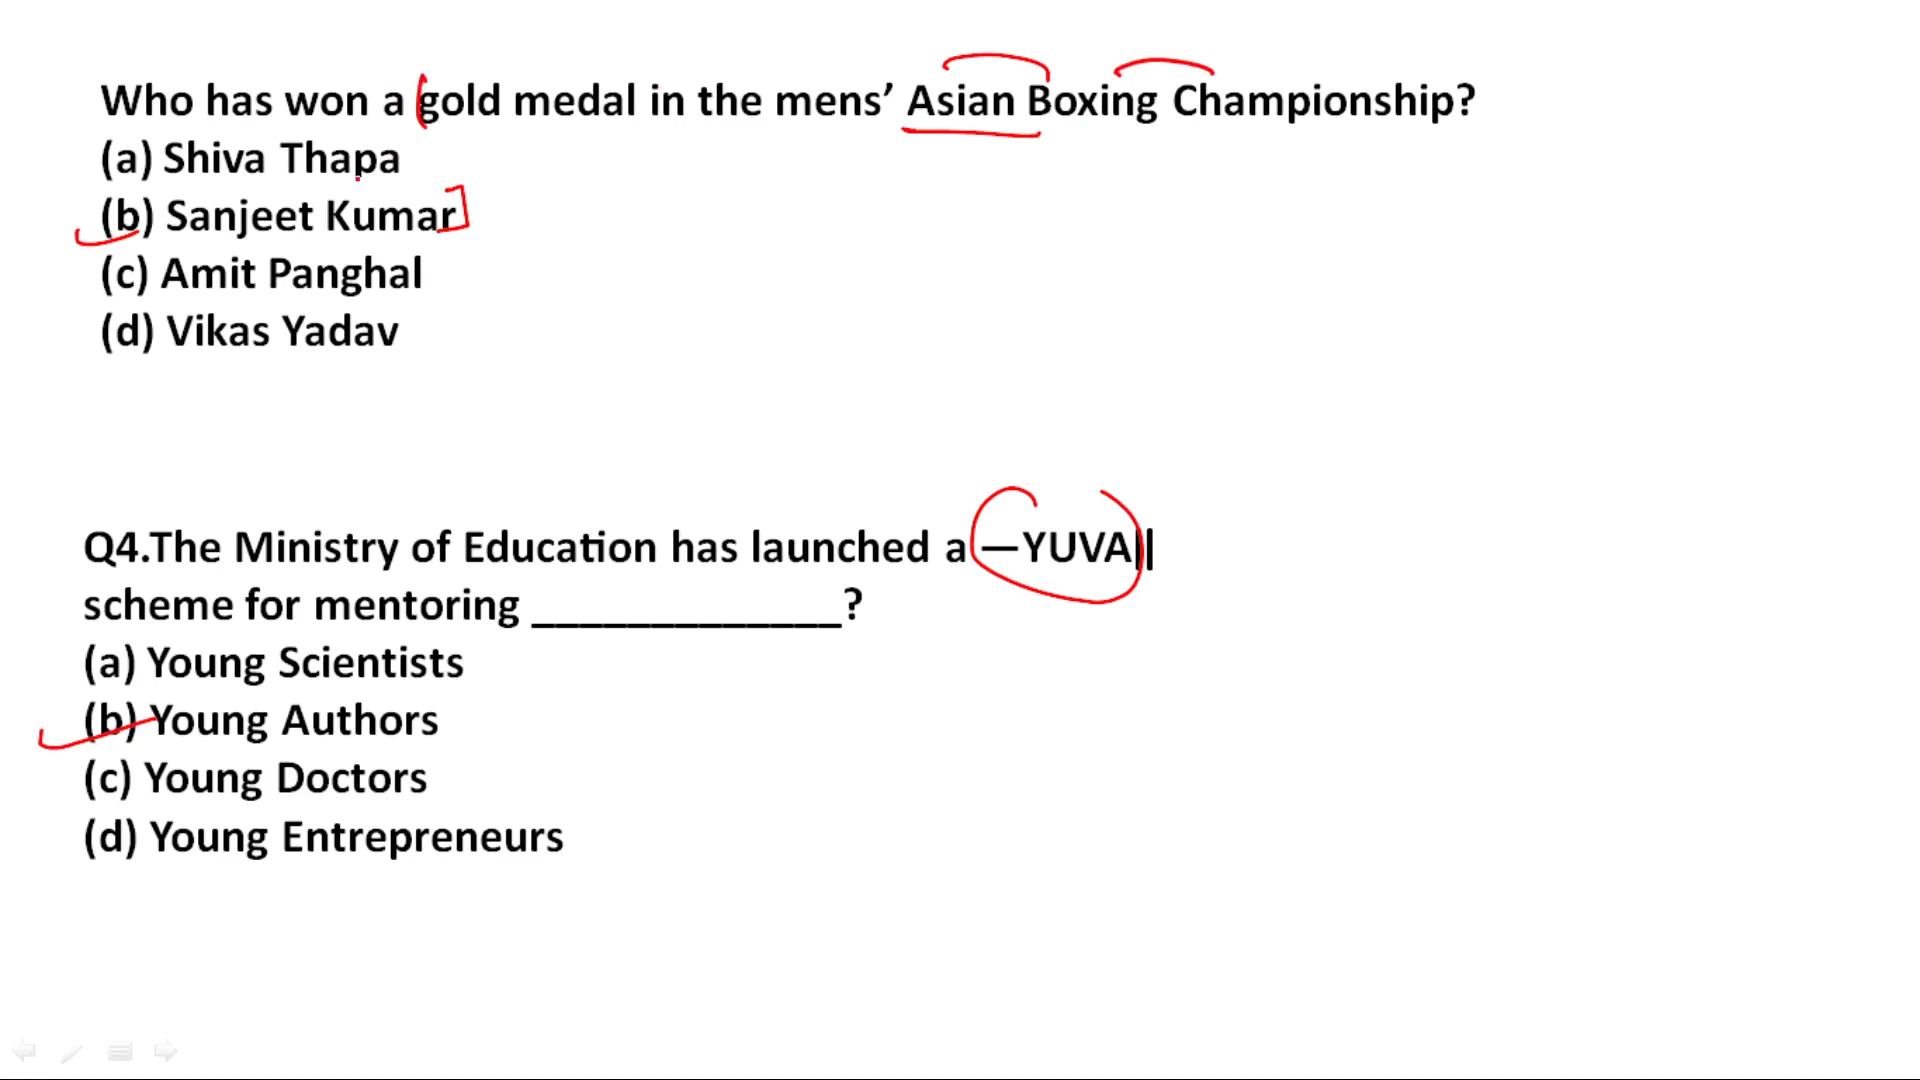 Who has won a gold medal in the mens’ Asian Boxing Championship?
(a) Shiva Thapa
(b) Sanjeet Kumar
(c) Amit Panghal
(d) Vikas Yadav
Q4.The Ministry of Education has launched a ―YUVA‖
scheme for mentoring _____________?
(a) Young Scientists
(b) Young Authors
(c) Young Doctors
(d) Young Entrepreneurs